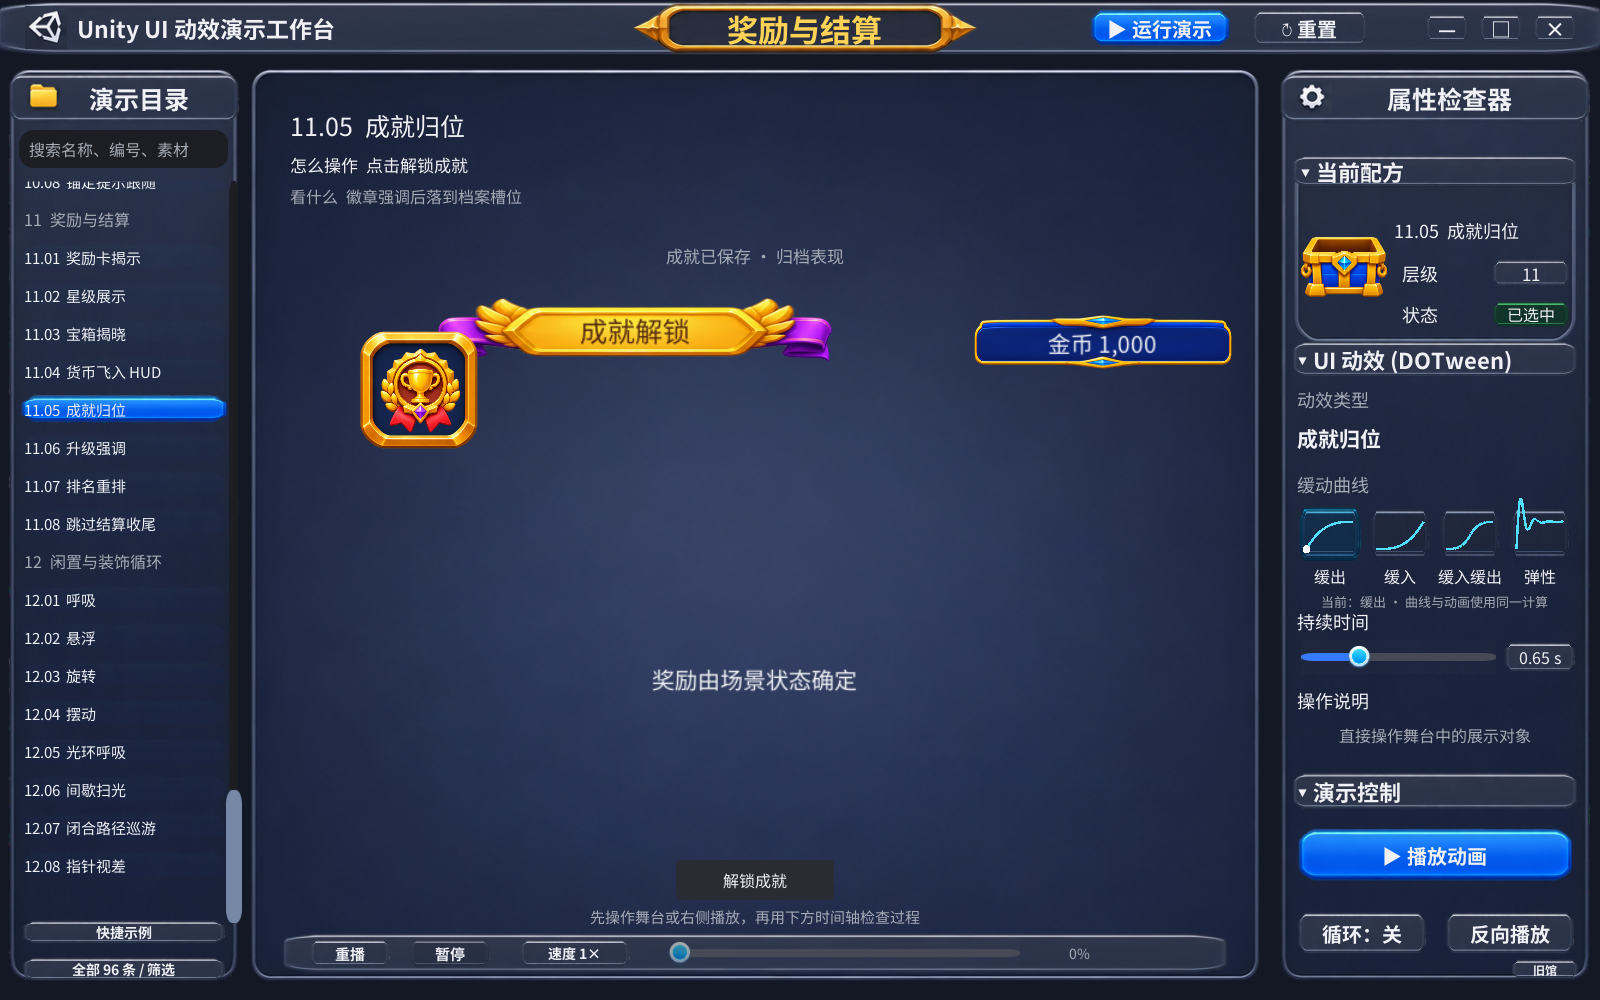 Unity UI 动效演示工作台
奖励与结算
▶ 运行演示
重置
演示目录
搜索名称、编号、素材
10.08 锚定提示跟随
11 奖励与结算
11.01 奖励卡揭示
11.02 星级展示
11.03 宝箱揭晓
11.04 货币飞入 HUD
11.05 成就归位
11.06 升级强调
11.07 排名重排
11.08 跳过结算收尾
12 闲置与装饰循环
12.01 呼吸
12.02 悬浮
12.03 旋转
12.04 摆动
12.05 光环呼吸
12.06 间歇扫光
12.07 闭合路径巡游
12.08 指针视差
快捷示例
全部 96 条 / 筛选
11.05 成就归位
怎么操作 点击解锁成就
看什么 徽章强调后落到档案槽位
成就已保存 · 归档表现
成就解锁
金币 1,000
奖励由场景状态确定
解锁成就
先操作舞台或右侧播放，再用下方时间轴检查过程
重播
暂停
速度 1×
0%
属性检查器
▼ 当前配方
11.05 成就归位
层级
11
状态
已选中
▼ UI 动效 (DOTween)
动效类型
成就归位
缓动曲线
缓出
缓入
缓入缓出
弹性
当前：缓出 · 曲线与动画使用同一计算
持续时间
0.65 s
操作说明
直接操作舞台中的展示对象
▼ 演示控制
▶ 播放动画
循环：关
反向播放
旧馆